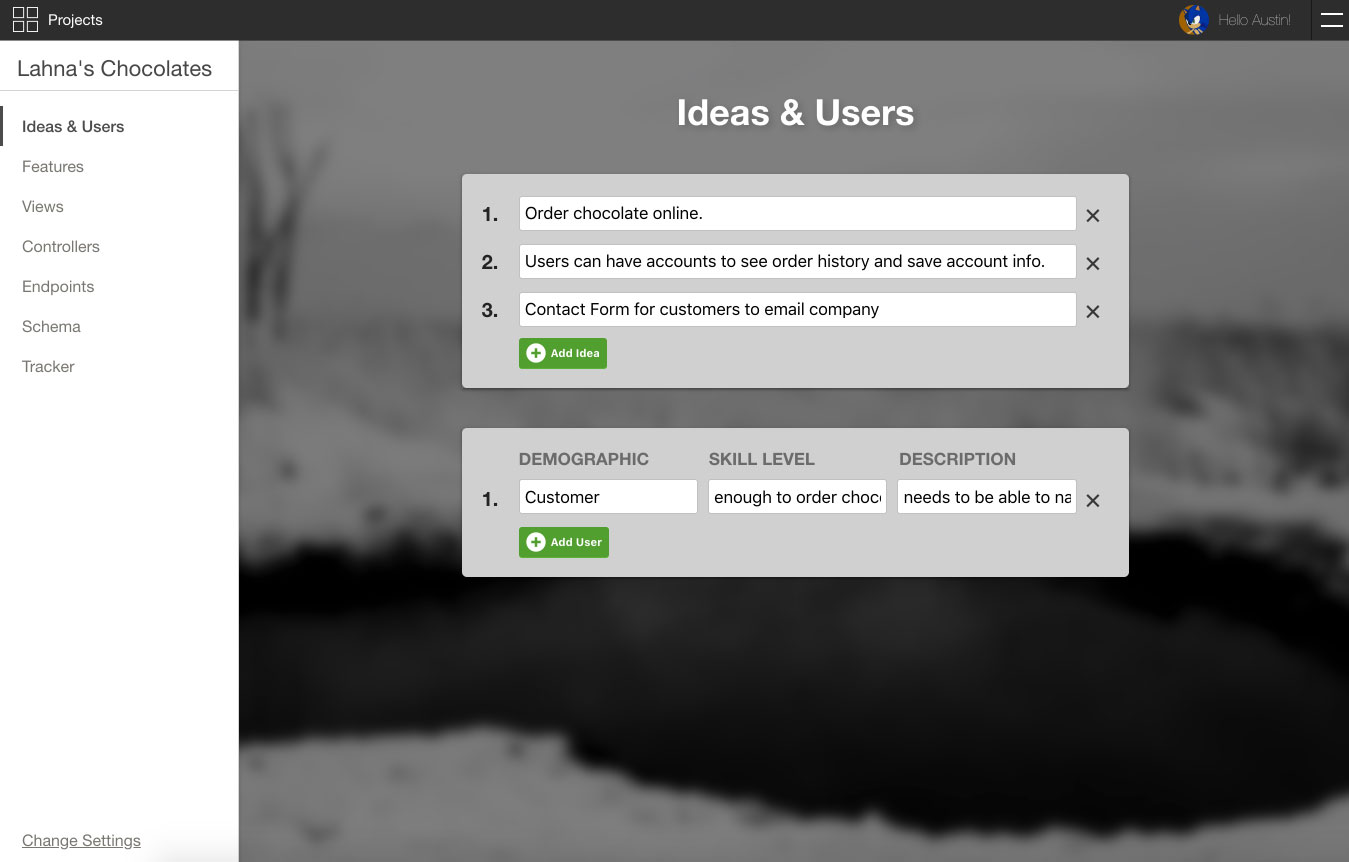 Projects
Hello Austin!
Lahna's Chocolates
Ideas & Users
Features
Views
Controllers
Endpoints
Schema
Tracker
Change Settings
Ideas & Users
1. Order chocolate online.
2. Users can have accounts to see order history and save account info.
3. Contact Form for customers to email company
Add Idea
DEMOGRAPHIC SKILL LEVEL DESCRIPTION
1. Customer enough to order choc needs to be able to na
Add User